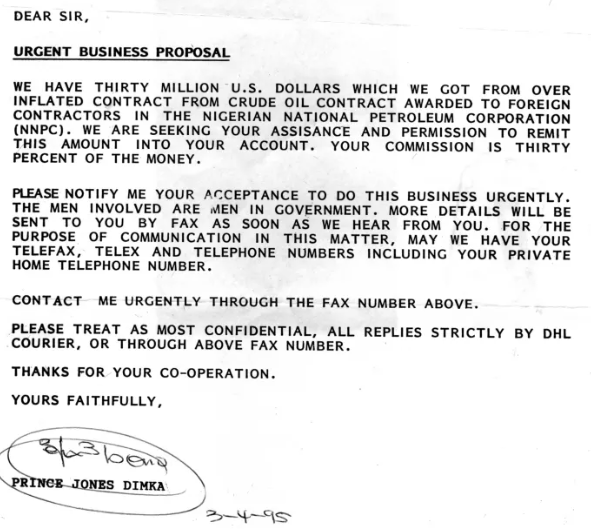 DEAR SIR,
URGENT BUSINESS PROPOSAL
WE HAVE THIRTY MILLION U.S. DOLLARS WHICH WE GOT FROM OVER
INFLATED CONTRACT FROM CRUDE OIL CONTRACT AWARDED TO FOREIGN
CONTRACTORS IN THE NIGERIAN NATIONAL PETROLEUM CORPORATION
(NNPC). WE ARE SEEKING YOUR ASSISANCE AND PERMISSION TO REMIT
THIS AMOUNT INTO YOUR ACCOUNT. YOUR COMMISSION IS THIRTY
PERCENT OF THE MONEY.
PLEASE NOTIFY ME YOUR ACCEPTANCE TO DO THIS BUSINESS URGENTLY.
THE MEN INVOLVED ARE MEN IN GOVERNMENT. MORE DETAILS WILL BE
SENT TO YOU BY FAX AS SOON AS WE HEAR FROM YOU. FOR THE
PURPOSE OF COMMUNICATION IN THIS MATTER, MAY WE HAVE YOUR
TELEFAX, TELEX AND TELEPHONE NUMBERS INCLUDING YOUR PRIVATE
HOME TELEPHONE NUMBER.
CONTACT ME URGENTLY THROUGH THE FAX NUMBER ABOVE.
PLEASE TREAT AS MOST CONFIDENTIAL, ALL REPLIES STRICTLY BY DHL
COURIER, OR THROUGH ABOVE FAX NUMBER.
THANKS FOR YOUR CO-OPERATION.
YOURS FAITHFULLY,
PRINCE JONES DIMKA
3-4-95